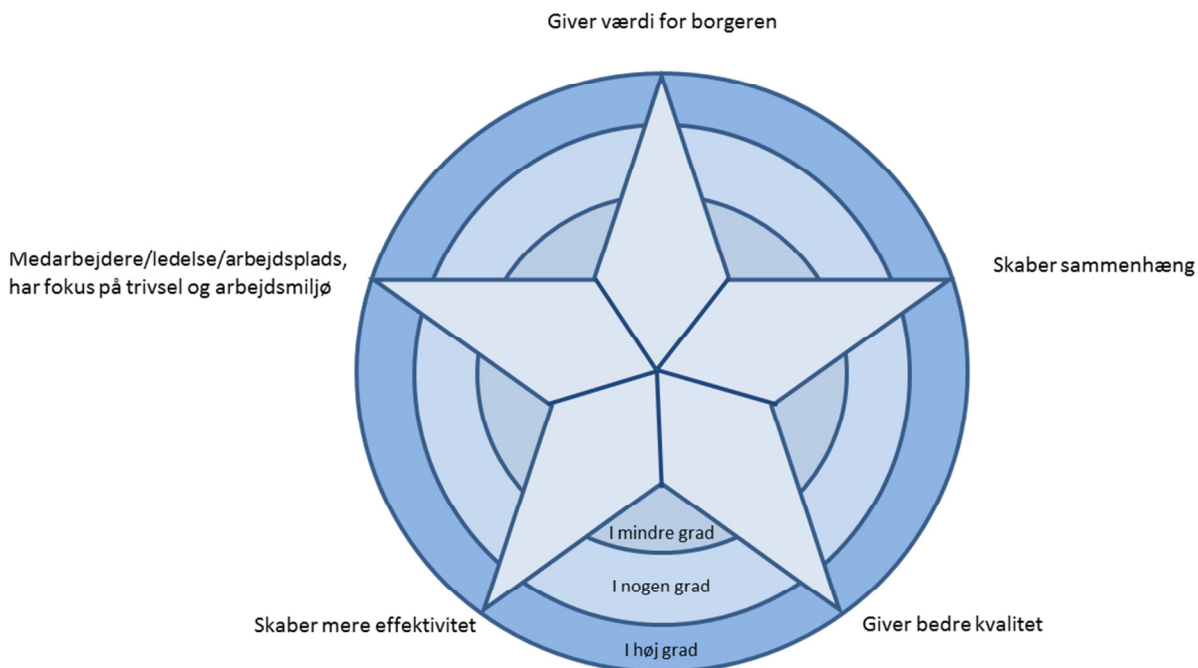 Giver værdi for borgeren
Medarbejdere/ledelse/arbejdsplads,
har fokus på trivsel og arbejdsmiljø
Skaber sammenhæng
I mindre grad
I nogen grad
Skaber mere effektivitet
Giver bedre kvalitet
I høj grad